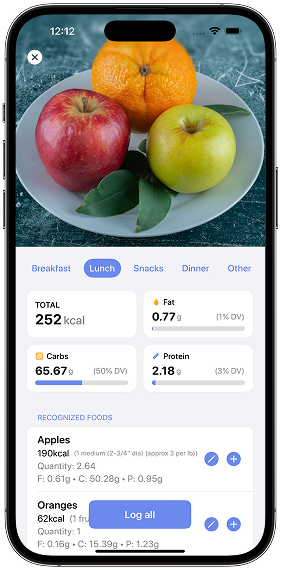 12:12
Breakfast Lunch Snacks Dinner Other
TOTAL
252 kcal
Fat
0.77 g (1% DV)
Carbs
65.67 g (50% DV)
Protein
2.18 g (3% DV)
RECOGNIZED FOODS
Apples
190kcal (1 medium (2-3/4" dia) (approx 3 per lb))
Quantity: 2.64
F: 0.61g • C: 50.28g • P: 0.95g
Oranges
62kcal (1 fru
Quantity: 1
F: 0.16g • C: 15.39g • P: 1.23g
Log all